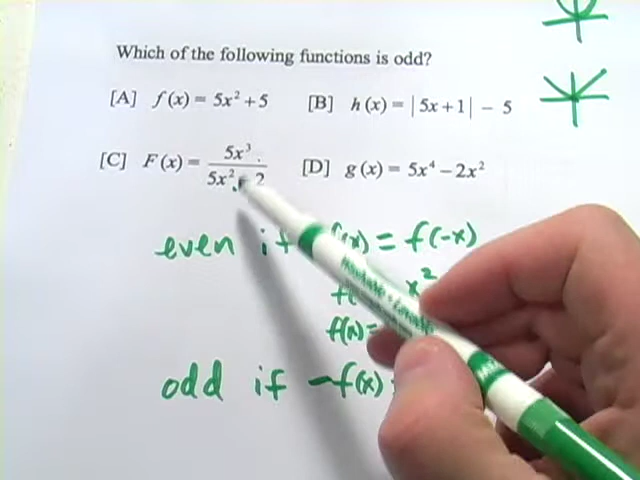 Which of the following functions is odd?
[A] f(x) = 5x² + 5 [B] h(x) = | 5x + 1 | − 5
[C] F(x) = 5x³ / 5x² − 2 [D] g(x) = 5x⁴ − 2x²
even if f(x) = f(-x)
x²
f(x) =
odd if -f(x)